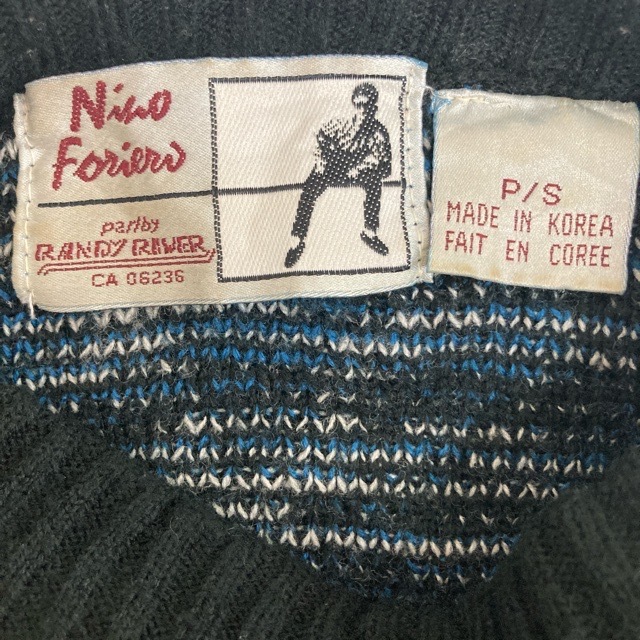 Nino
Foriero
par/by
RANDY RIVER
CA 06236
P/S
MADE IN KOREA
FAIT EN COREE